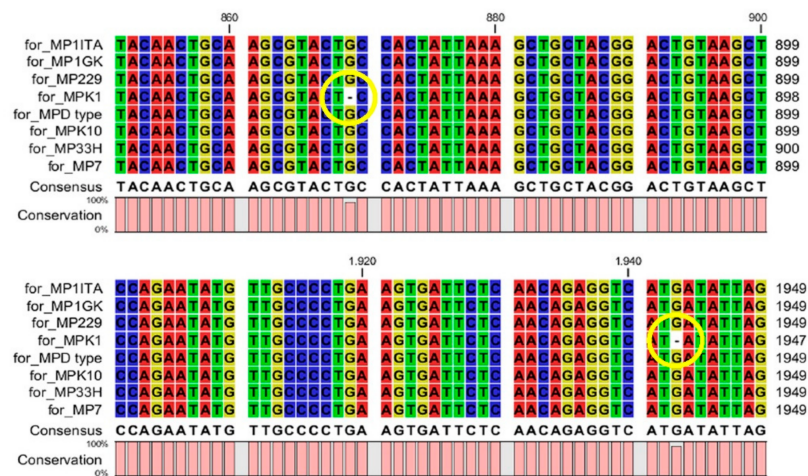 860 880 900
for_MP1ITA TACAACTGCA AGCGTACTGC CACTATTAAA GCTGCTACGG ACTGTAAGCT 899
for_MP1GK TACAACTGCA AGCGTACTGC CACTATTAAA GCTGCTACGG ACTGTAAGCT 899
for_MP229 TACAACTGCA AGCGTACTGC CACTATTAAA GCTGCTACGG ACTGTAAGCT 899
for_MPK1 TACAACTGCA AGCGTACT-C CACTATTAAA GCTGCTACGG ACTGTAAGCT 898
for_MPD type TACAACTGCA AGCGTACTGC CACTATTAAA GCTGCTACGG ACTGTAAGCT 899
for_MPK10 TACAACTGCA AGCGTACTGC CACTATTAAA GCTGCTACGG ACTGTAAGCT 899
for_MP33H TACAACTGCA AGCGTACTGC CACTATTAAA GCTGCTACGG ACTGTAAGCT 900
for_MP7 TACAACTGCA AGCGTACTGC CACTATTAAA GCTGCTACGG ACTGTAAGCT 899
Consensus TACAACTGCA AGCGTACTGC CACTATTAAA GCTGCTACGG ACTGTAAGCT
100%
Conservation
0%
1.920 1.940
for_MP1ITA CCAGAATATG TTGCCCCTGA AGTGATTCTC AACAGAGGTC ATGATATTAG 1949
for_MP1GK CCAGAATATG TTGCCCCTGA AGTGATTCTC AACAGAGGTC ATGATATTAG 1949
for_MP229 CCAGAATATG TTGCCCCTGA AGTGATTCTC AACAGAGGTC ATGATATTAG 1949
for_MPK1 CCAGAATATG TTGCCCCTGA AGTGATTCTC AACAGAGGTC AT-ATATTAG 1947
for_MPD type CCAGAATATG TTGCCCCTGA AGTGATTCTC AACAGAGGTC ATGATATTAG 1949
for_MPK10 CCAGAATATG TTGCCCCTGA AGTGATTCTC AACAGAGGTC ATGATATTAG 1949
for_MP33H CCAGAATATG TTGCCCCTGA AGTGATTCTC AACAGAGGTC ATGATATTAG 1949
for_MP7 CCAGAATATG TTGCCCCTGA AGTGATTCTC AACAGAGGTC ATGATATTAG 1949
Consensus CCAGAATATG TTGCCCCTGA AGTGATTCTC AACAGAGGTC ATGATATTAG
100%
Conservation
0%